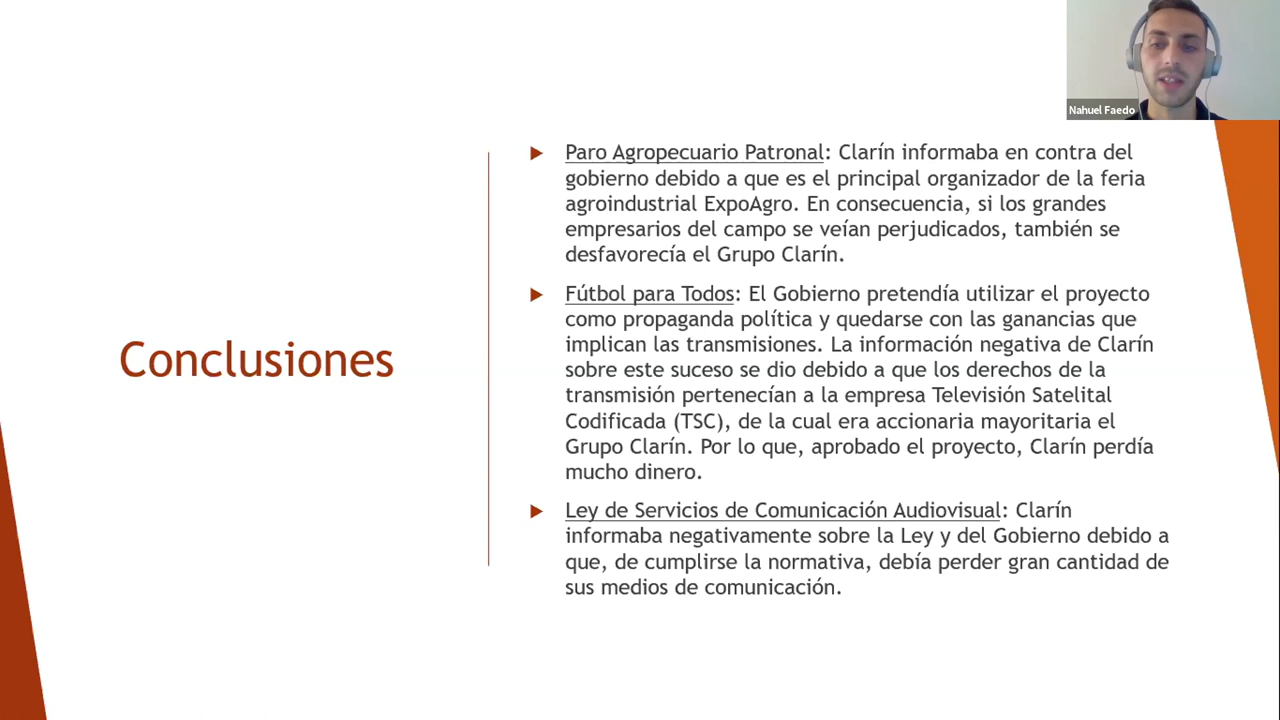 Nahuel Faedo
Conclusiones
Paro Agropecuario Patronal: Clarín informaba en contra del
gobierno debido a que es el principal organizador de la feria
agroindustrial ExpoAgro. En consecuencia, si los grandes
empresarios del campo se veían perjudicados, también se
desfavorecía el Grupo Clarín.
Fútbol para Todos: El Gobierno pretendía utilizar el proyecto
como propaganda política y quedarse con las ganancias que
implican las transmisiones. La información negativa de Clarín
sobre este suceso se dio debido a que los derechos de la
transmisión pertenecían a la empresa Televisión Satelital
Codificada (TSC), de la cual era accionaria mayoritaria el
Grupo Clarín. Por lo que, aprobado el proyecto, Clarín perdía
mucho dinero.
Ley de Servicios de Comunicación Audiovisual: Clarín
informaba negativamente sobre la Ley y del Gobierno debido a
que, de cumplirse la normativa, debía perder gran cantidad de
sus medios de comunicación.